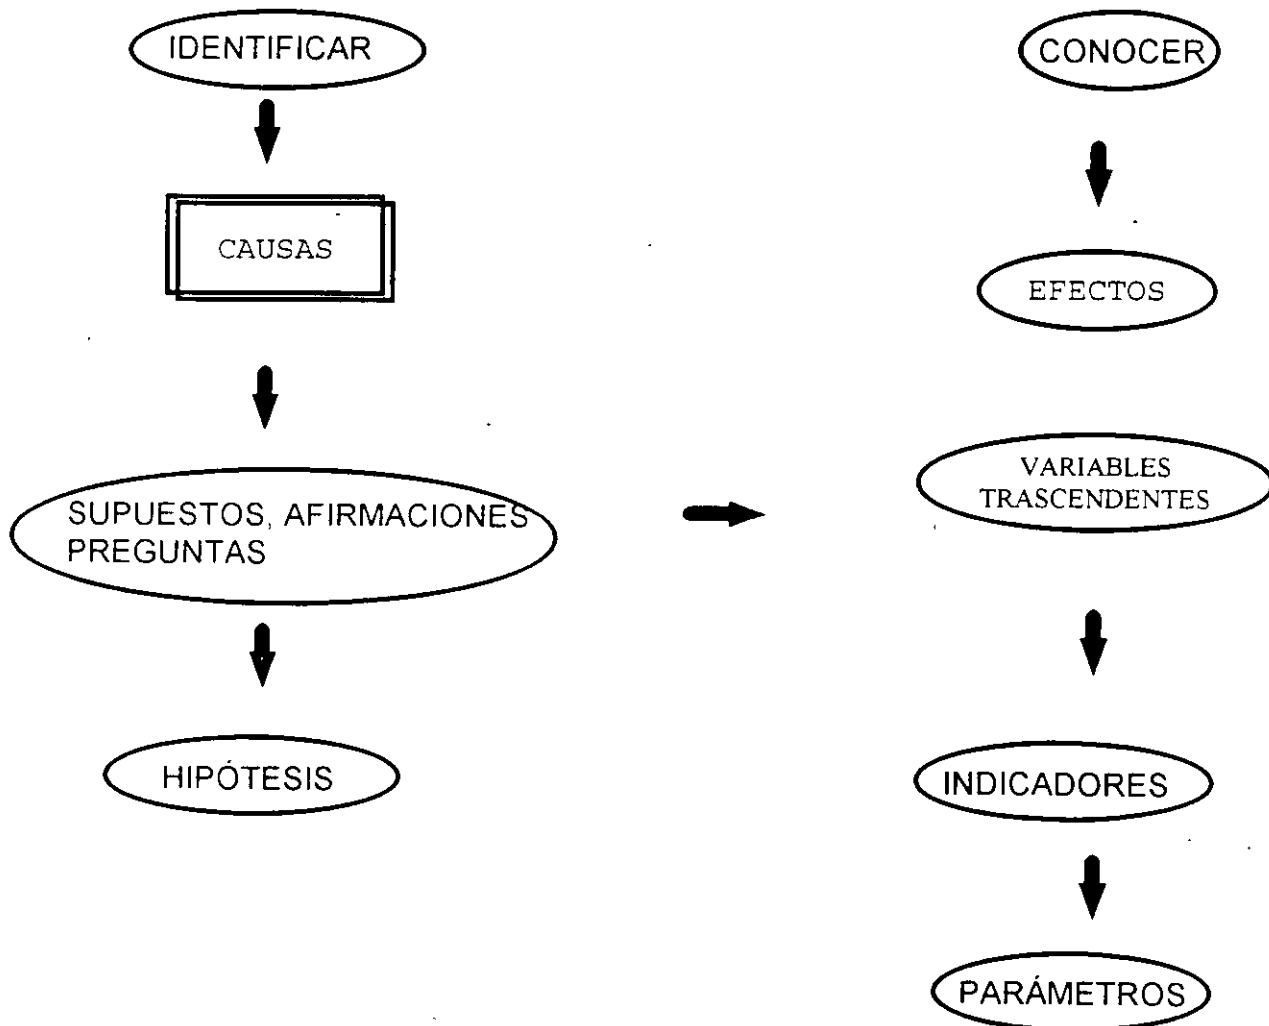 IDENTIFICAR
CAUSAS
SUPUESTOS, AFIRMACIONES
PREGUNTAS
HIPÓTESIS
CONOCER
EFECTOS
VARIABLES
TRASCENDENTES
INDICADORES
PARÁMETROS